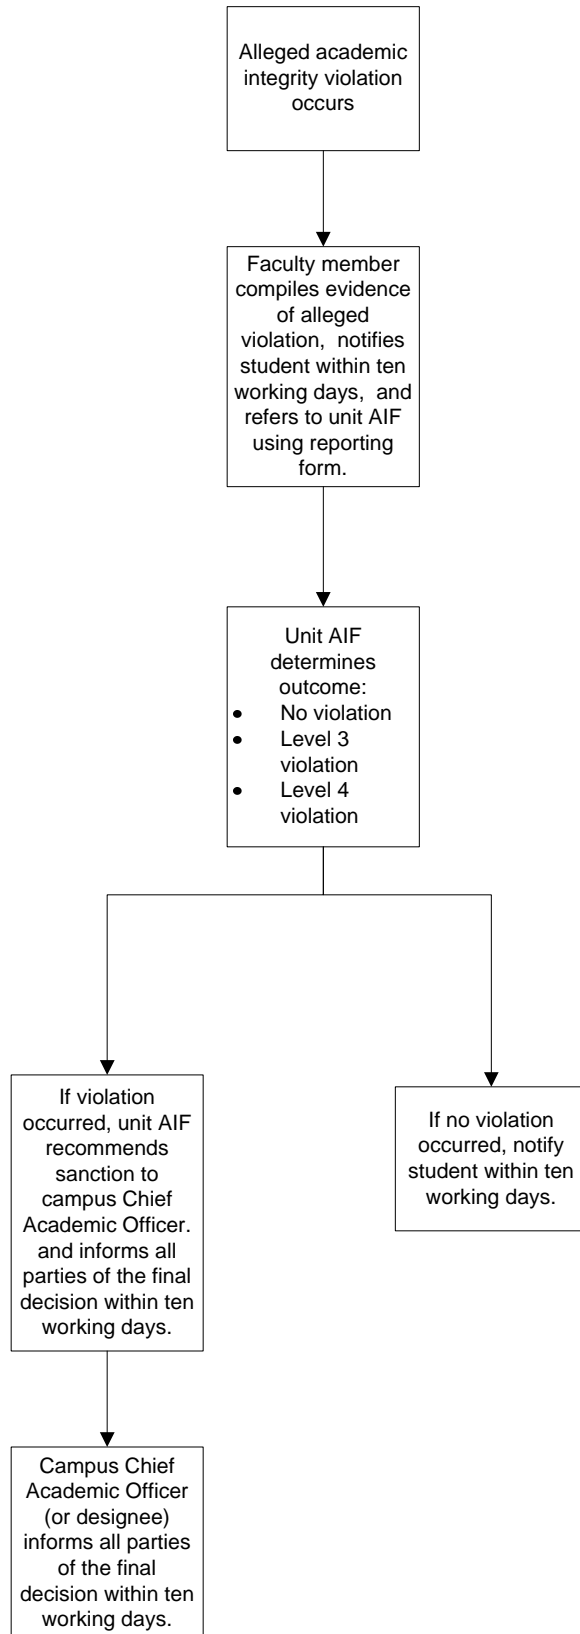 Alleged academic
integrity violation
occurs
Faculty member
compiles evidence
of alleged
violation, notifies
student within ten
working days, and
refers to unit AIF
using reporting
form.
Unit AIF
determines
outcome:
• No violation
• Level 3
violation
• Level 4
violation
If violation
occurred, unit AIF
recommends
sanction to
campus Chief
Academic Officer.
and informs all
parties of the final
decision within ten
working days.
If no violation
occurred, notify
student within ten
working days.
Campus Chief
Academic Officer
(or designee)
informs all parties
of the final
decision within ten
working days.